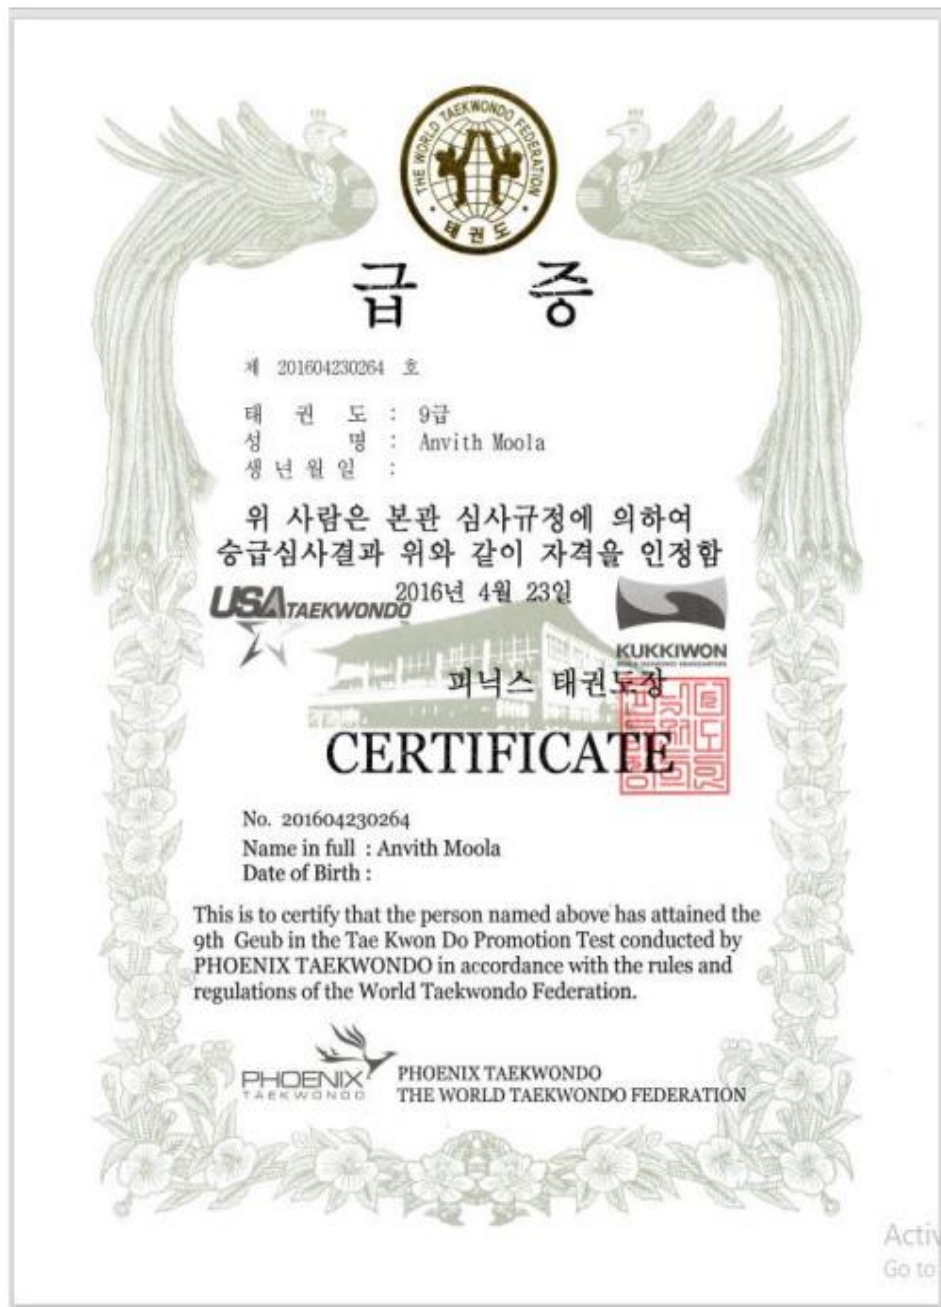 THE WORLD TAEKWONDO FEDERATION
태권도
급 증
제 201604230264 호
태 권 도 : 9급
성 명 : Anvith Moola
생년월일 :
위 사람은 본관 심사규정에 의하여
승급심사결과 위와 같이 자격을 인정함
2016년 4월 23일
USA TAEKWONDO
KUKKIWON
피닉스 태권도장
CERTIFICATE
No. 201604230264
Name in full : Anvith Moola
Date of Birth :
This is to certify that the person named above has attained the
9th Geub in the Tae Kwon Do Promotion Test conducted by
PHOENIX TAEKWONDO in accordance with the rules and
regulations of the World Taekwondo Federation.
PHOENIX
TAEKWONDO
PHOENIX TAEKWONDO
THE WORLD TAEKWONDO FEDERATION
Go to